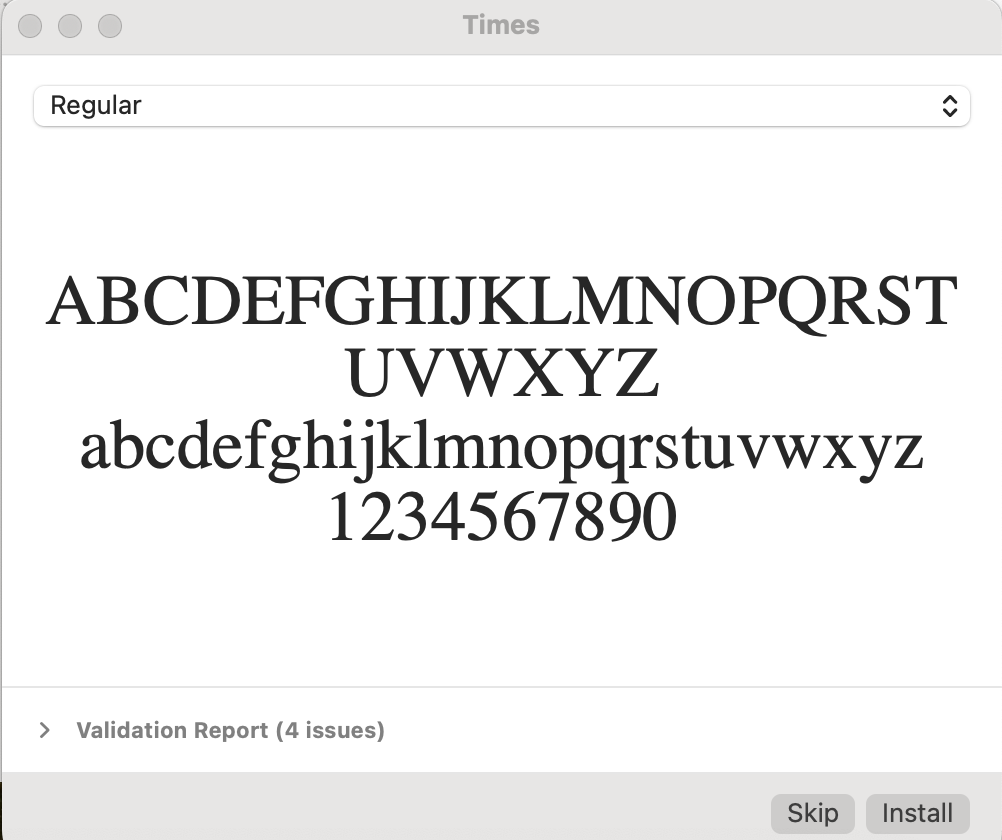 Times
Regular
ABCDEFGHIJKLMNOPQRST
UVWXYZ
abcdefghijklmnopqrstuvwxyz
1234567890
Validation Report (4 issues)
Skip Install